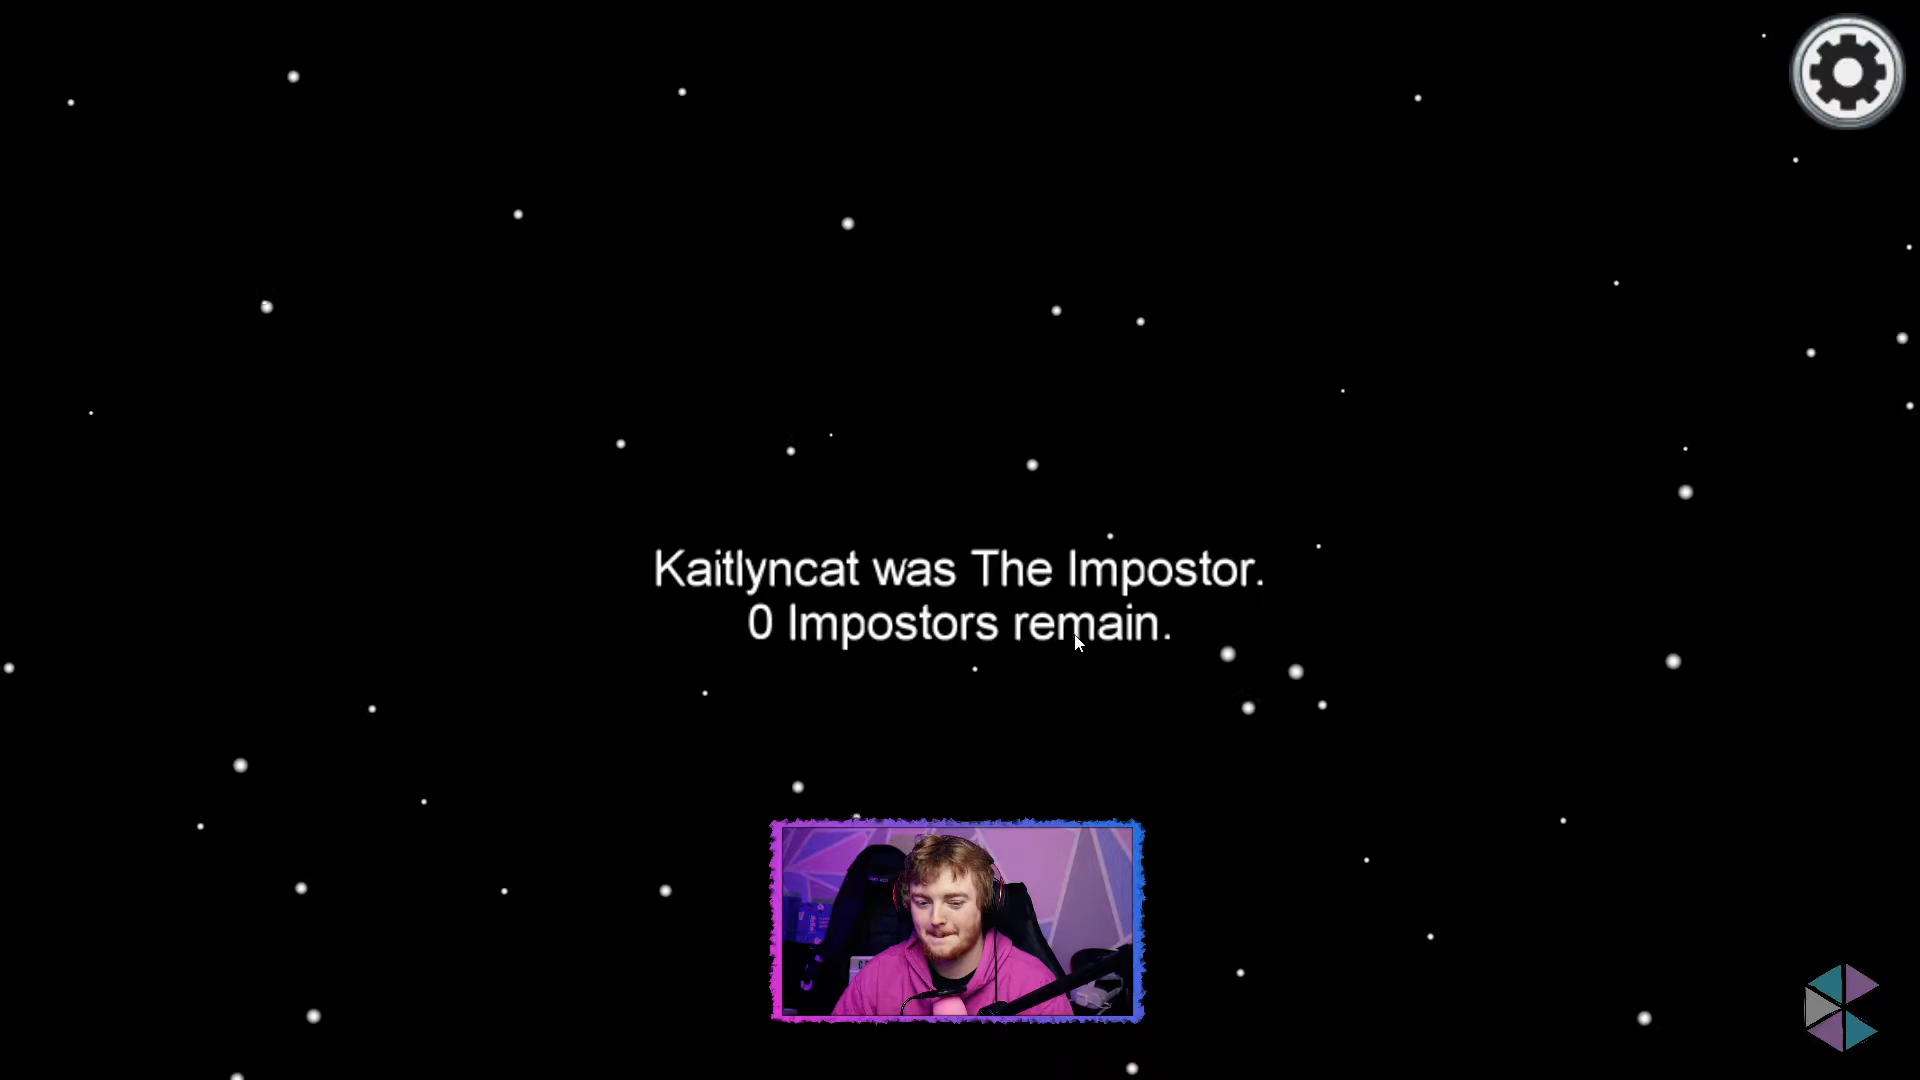 Kaitlyncat was The Impostor.
0 Impostors remain.